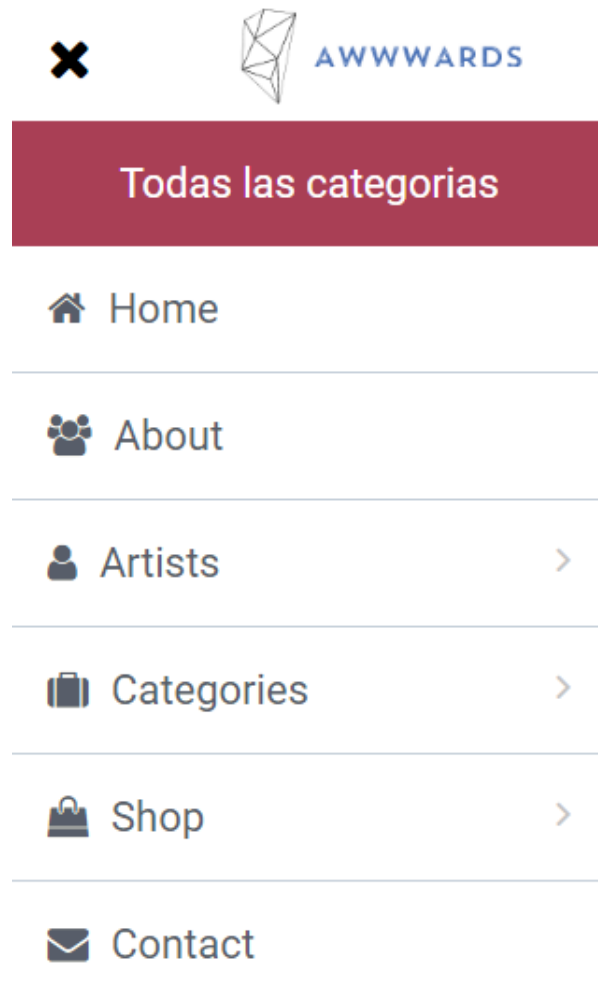 AWWWARDS
Todas las categorias
Home
About
Artists
Categories
Shop
Contact